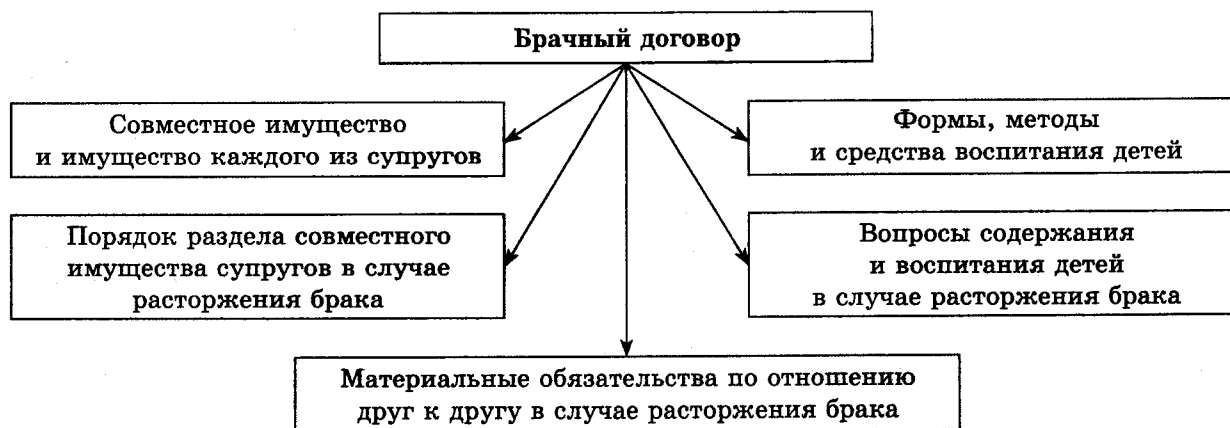 Брачный договор
Совместное имущество
и имущество каждого из супругов
Формы, методы
и средства воспитания детей
Порядок раздела совместного
имущества супругов в случае
расторжения брака
Вопросы содержания
и воспитания детей
в случае расторжения брака
Материальные обязательства по отношению
друг к другу в случае расторжения брака